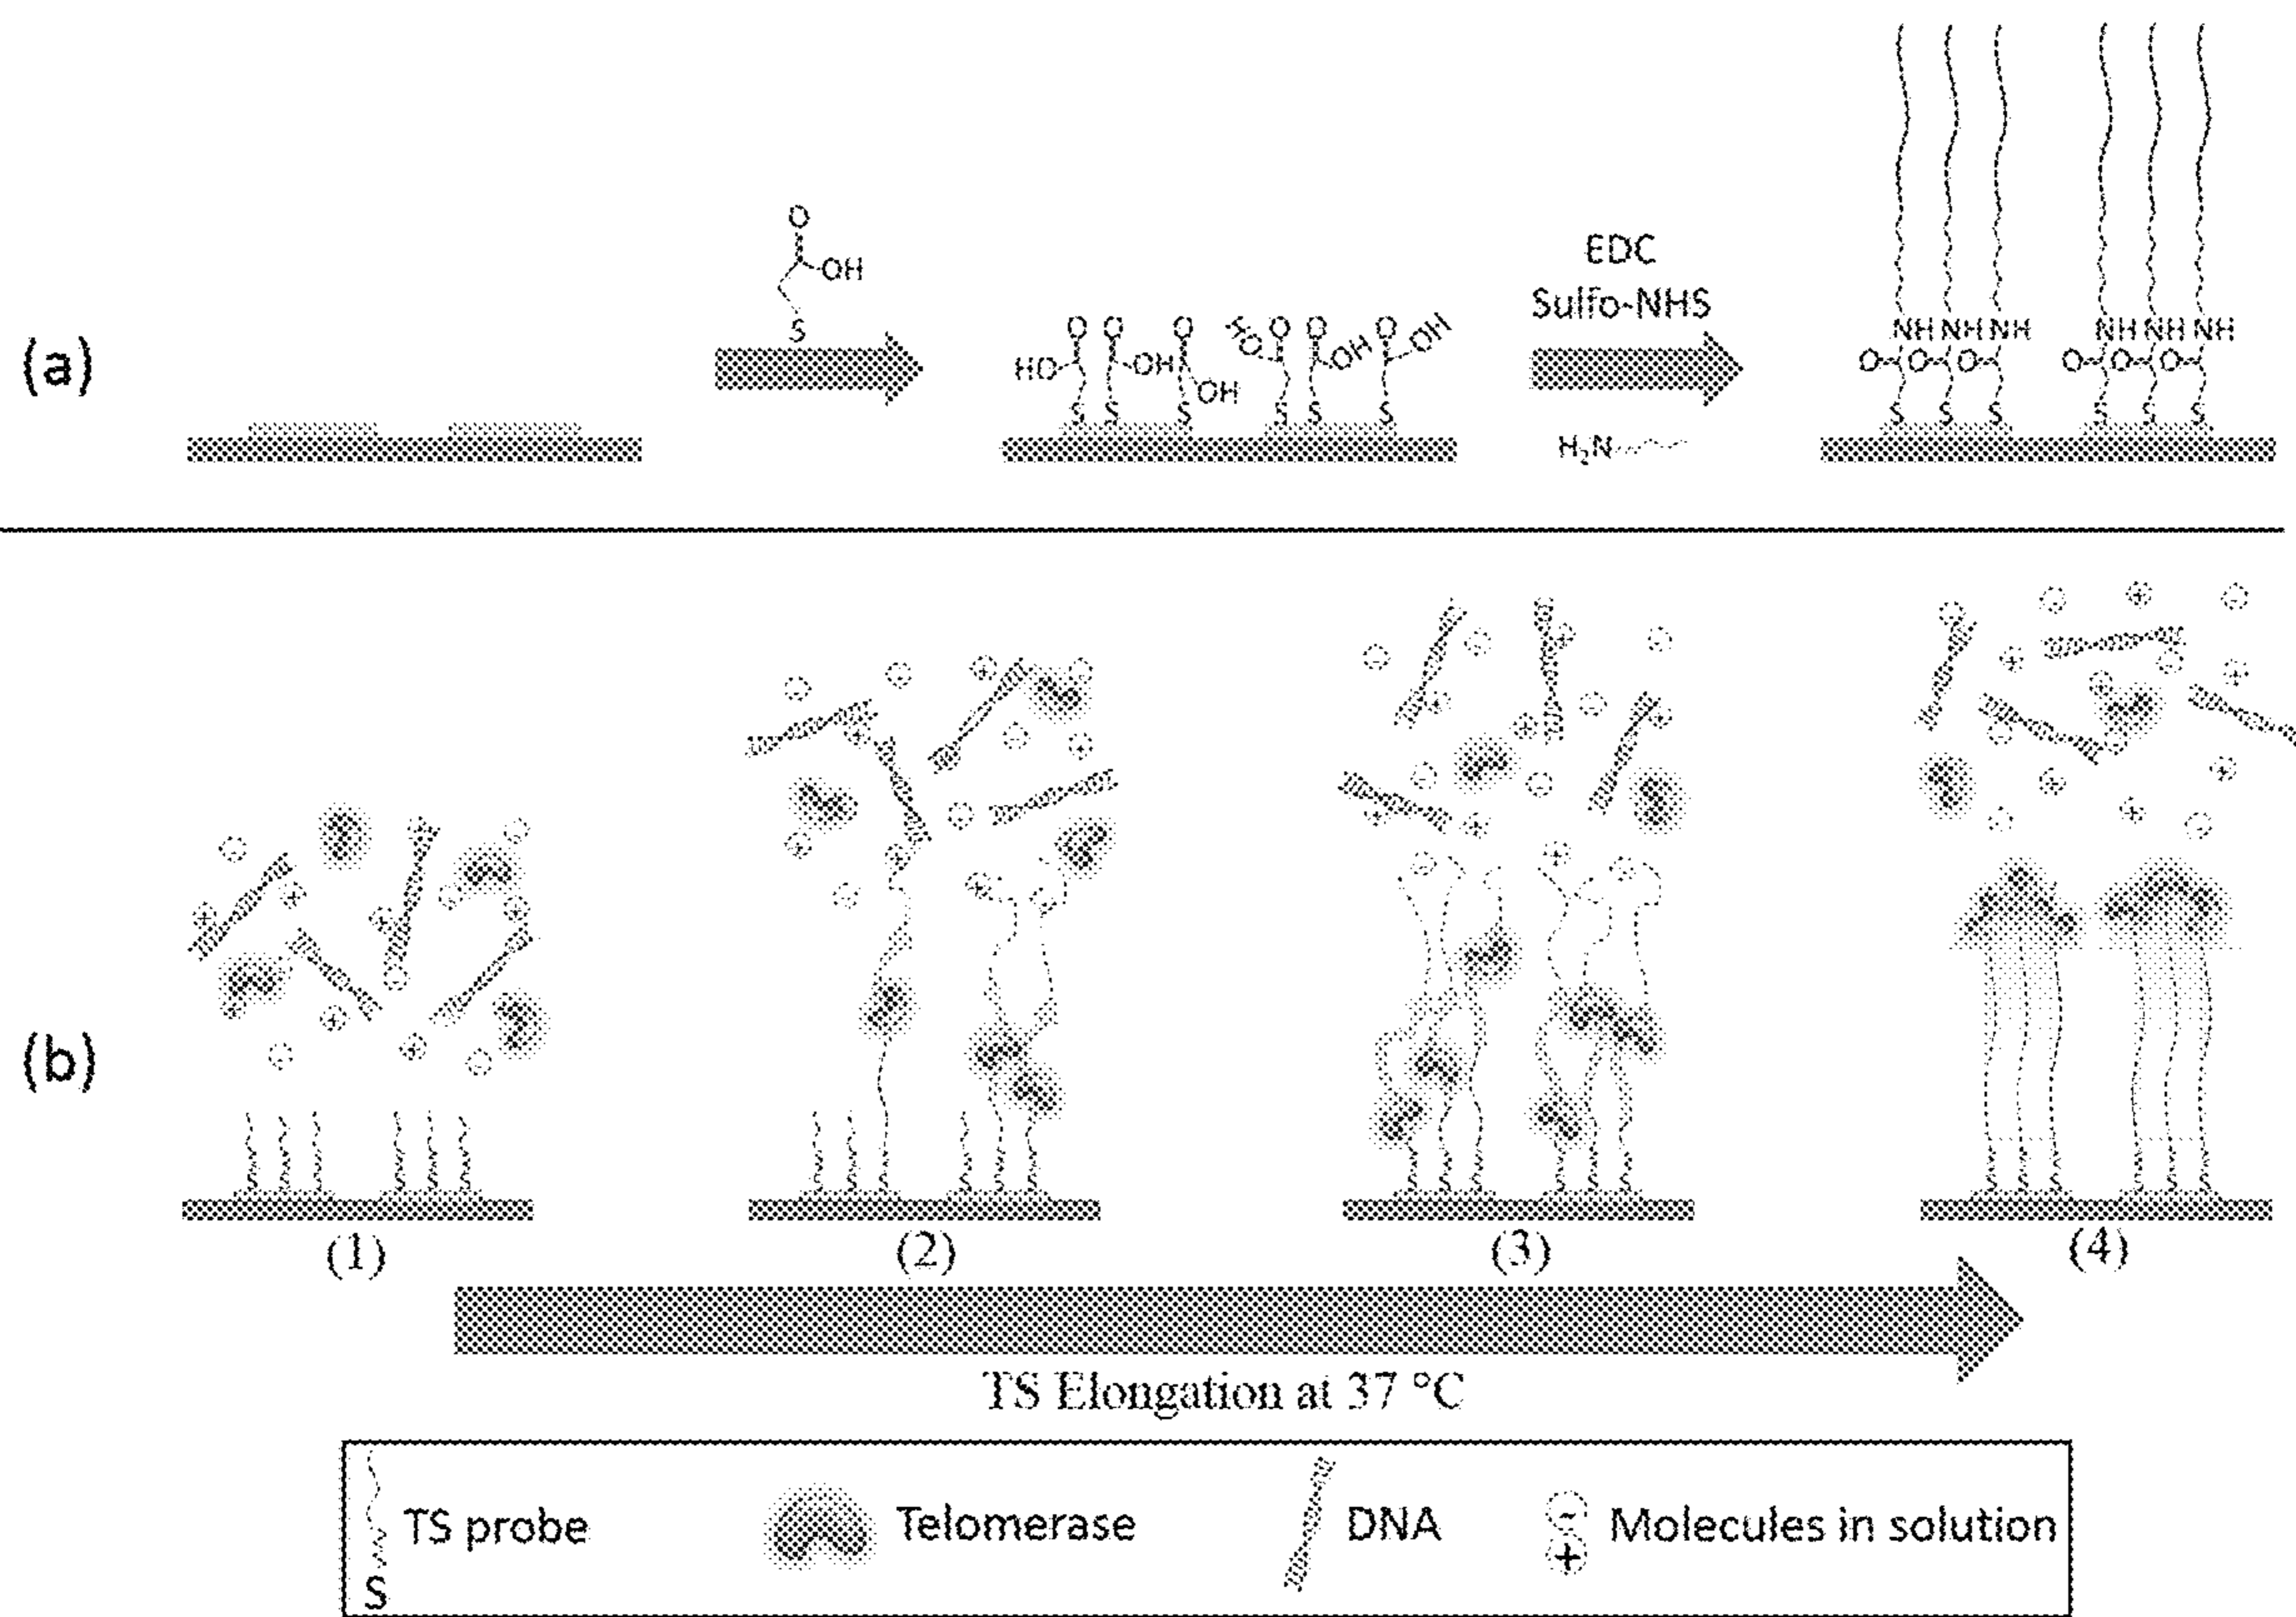 (a)
O
OH
S
O O O
HO OH OH
S S S
HO O O O
OH OH
S S S
EDC
Sulfo-NHS
H₂N
NH NH NH
O O O
S S S
NH NH NH
O O O
S S S
(b)
(1)
(2)
(3)
(4)
TS Elongation at 37 °C
S
TS probe
Telomerase
DNA
-
+
Molecules in solution